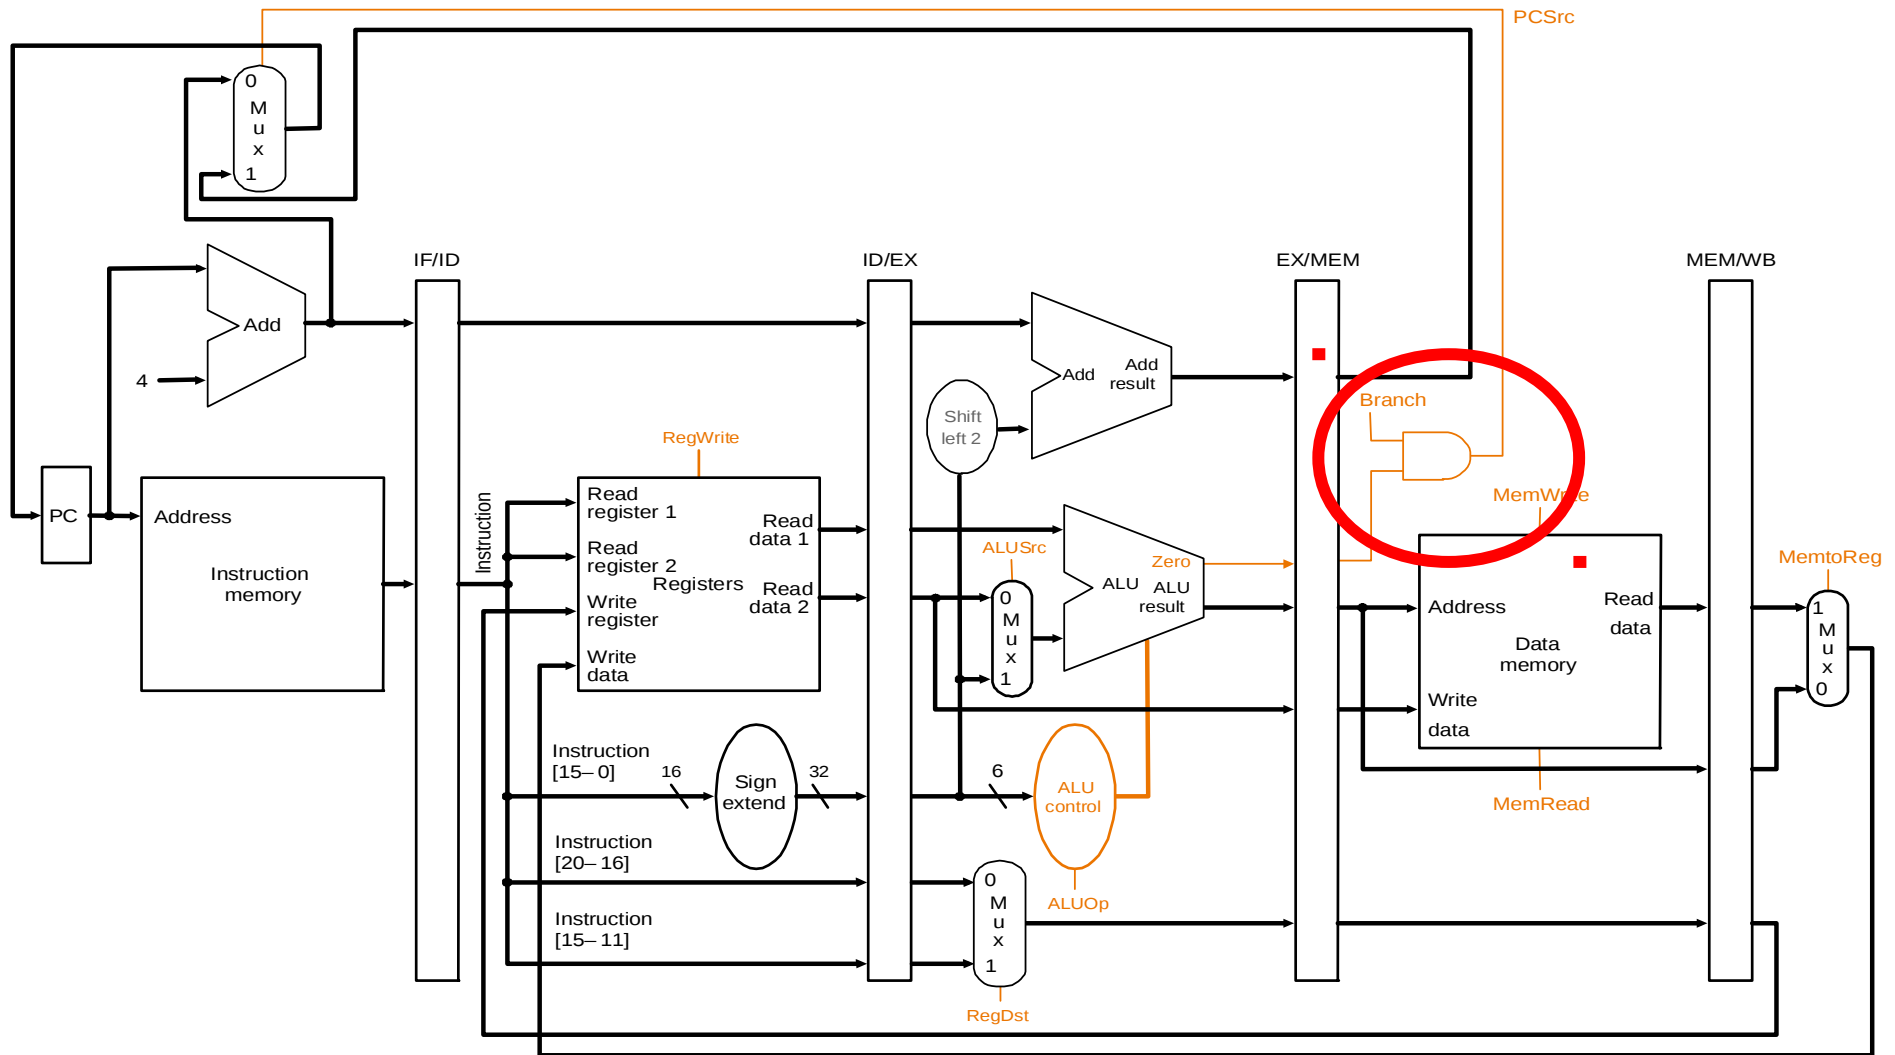 PCSrc
0
M
u
x
1
IF/ID
ID/EX
EX/MEM
MEM/WB
Add
4
Add
Add
result
Shift
left 2
Branch
RegWrite
PC
Address
Instruction
memory
Instruction
Read
register 1
Read
data 1
Read
register 2
Registers
Read
data 2
Write
register
Write
data
ALUSrc
0
M
u
x
1
Zero
ALU
ALU
result
MemWrite
Address
Read
data
Data
memory
Write
data
MemtoReg
1
M
u
x
0
Instruction
[15–0]
16
Sign
extend
32
6
ALU
control
MemRead
Instruction
[20–16]
ALUOp
Instruction
[15–11]
0
M
u
x
1
RegDst